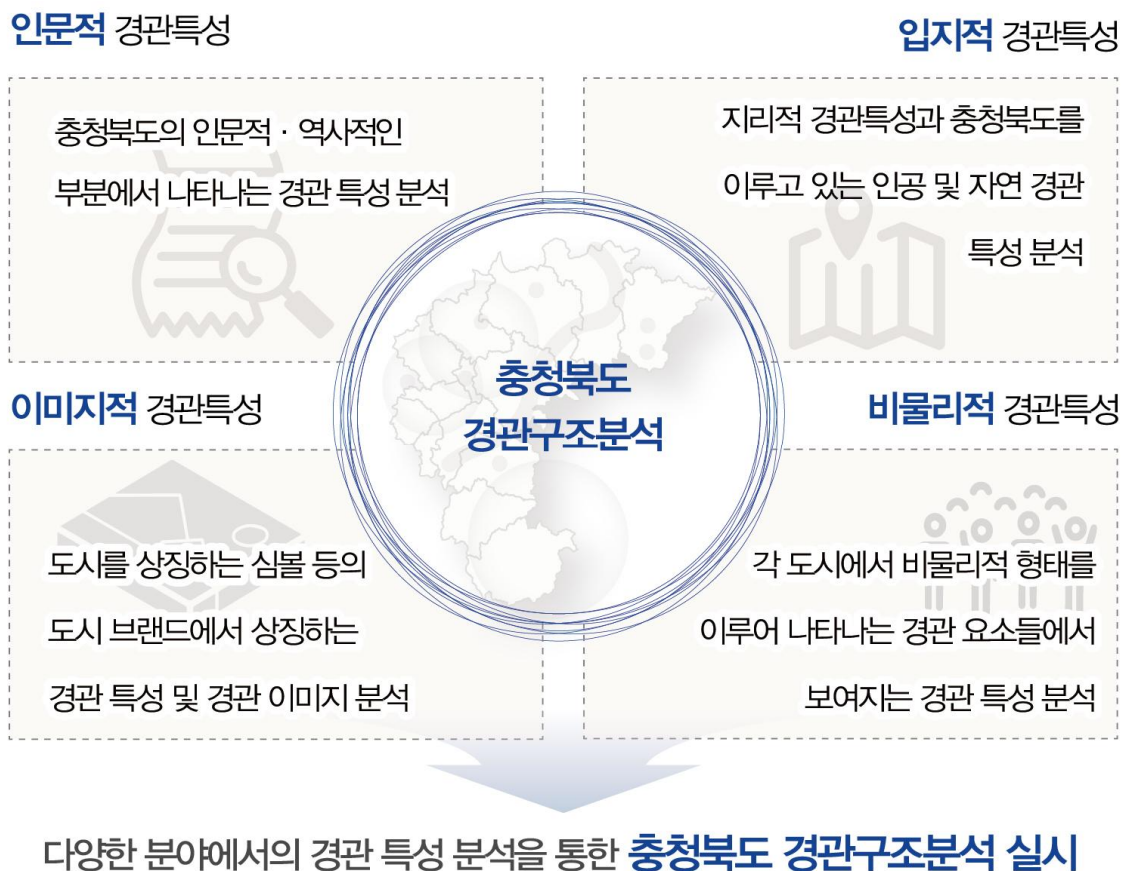 인문적 경관특성
충청북도의 인문적 · 역사적인
부분에서 나타나는 경관 특성 분석
입지적 경관특성
지리적 경관특성과 충청북도를
이루고 있는 인공 및 자연 경관
특성 분석
충청북도
경관구조분석
이미지적 경관특성
도시를 상징하는 심볼 등의
도시 브랜드에서 상징하는
경관 특성 및 경관 이미지 분석
비물리적 경관특성
각 도시에서 비물리적 형태를
이루어 나타나는 경관 요소들에서
보여지는 경관 특성 분석
다양한 분야에서의 경관 특성 분석을 통한 충청북도 경관구조분석 실시